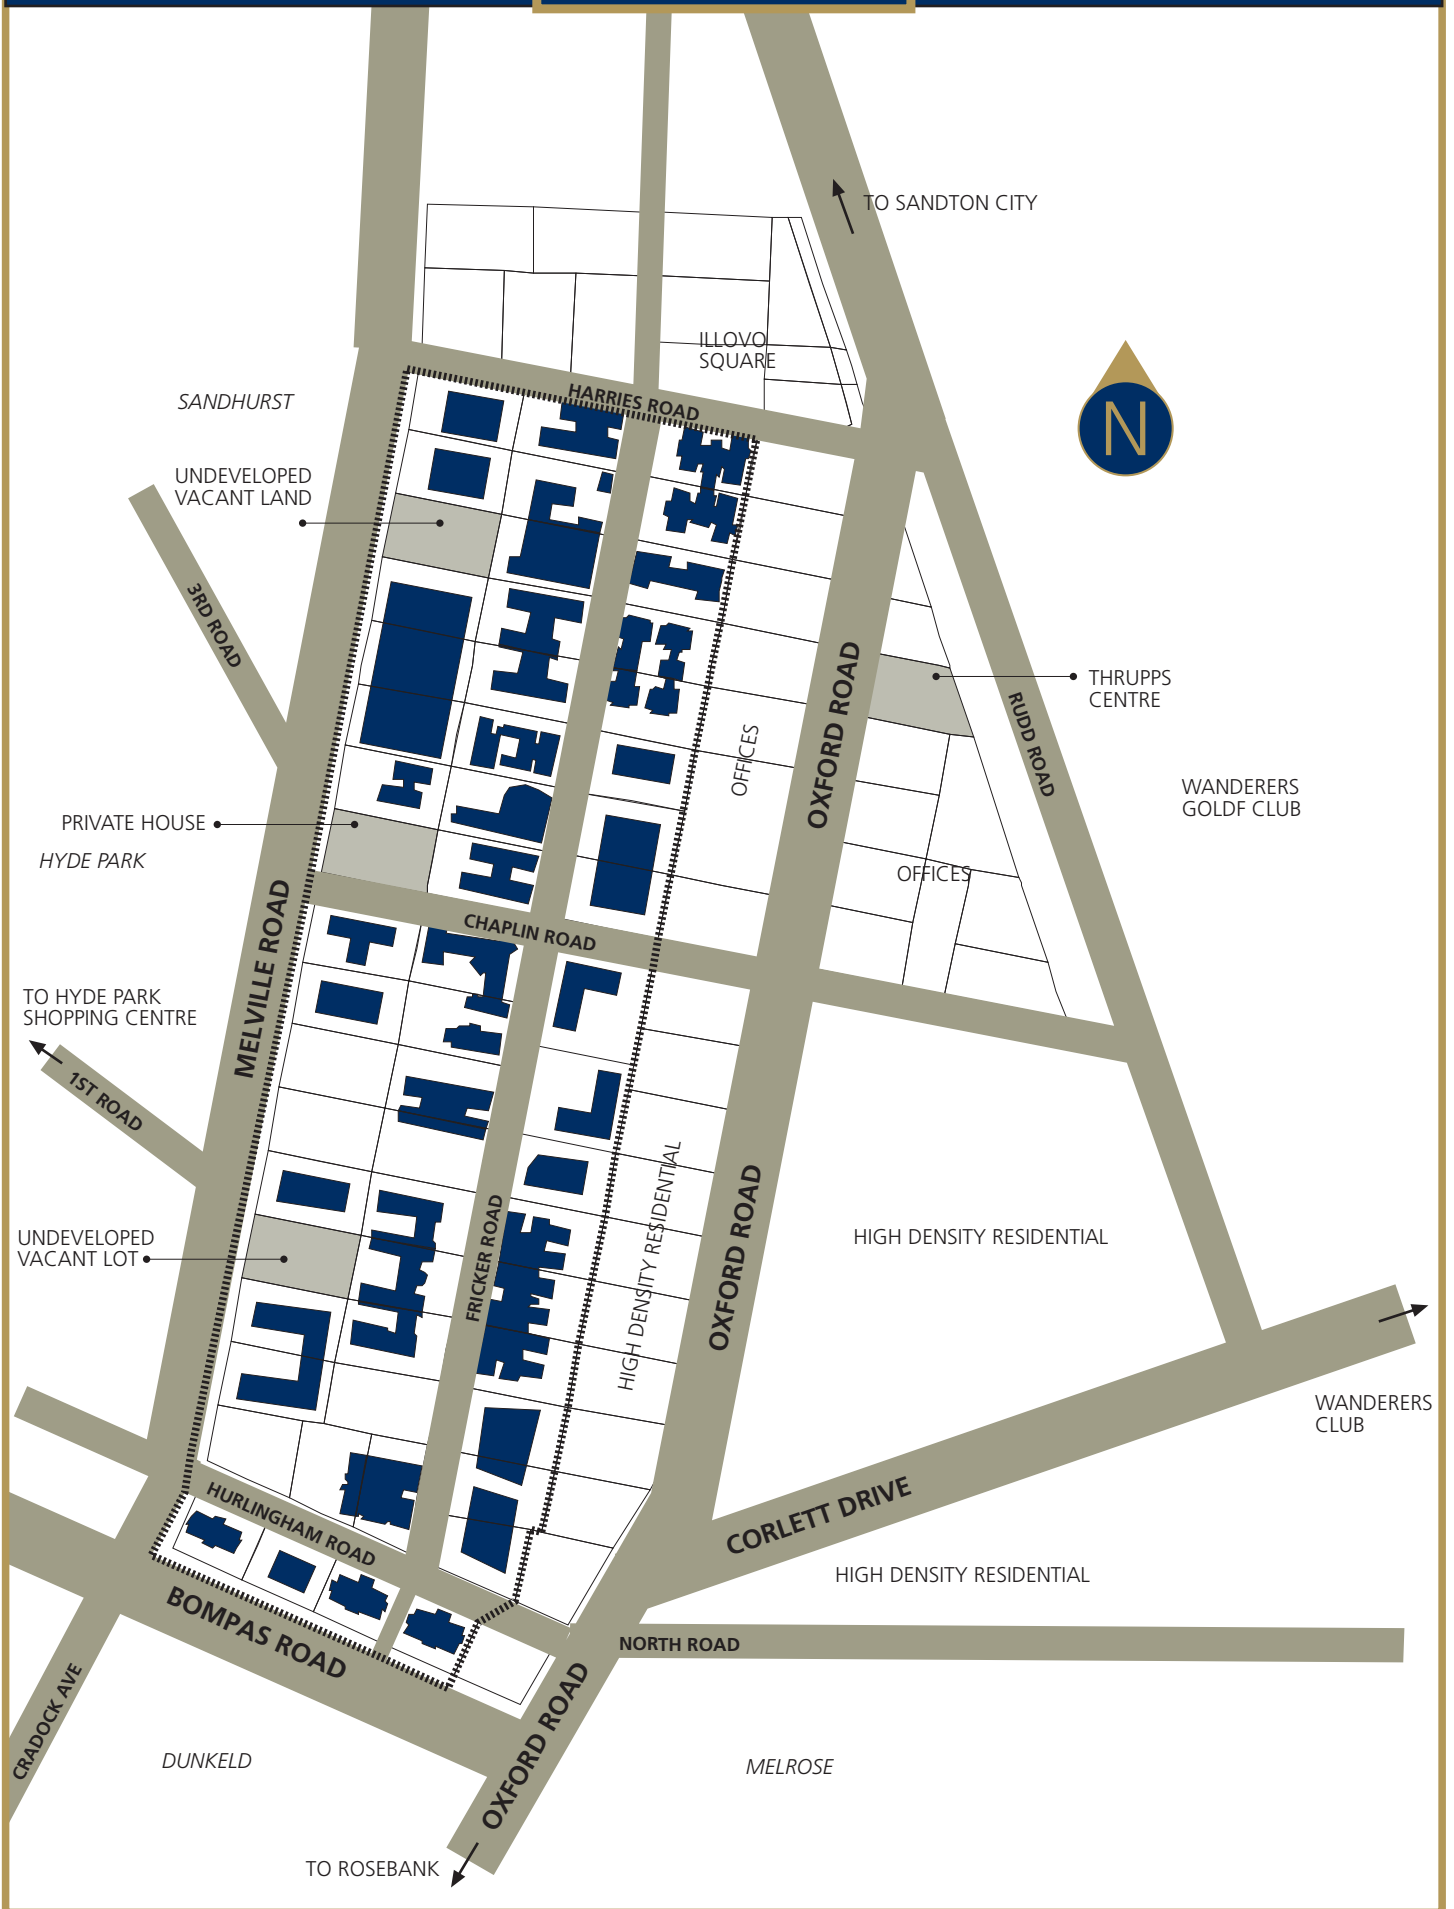 TO SANDTON CITY
ILLOVO
SQUARE
HARRIES ROAD
SANDHURST
N
UNDEVELOPED
VACANT LAND
3RD ROAD
THRUPPS
CENTRE
OXFORD ROAD
RUDD ROAD
OFFICES
WANDERERS
GOLDF CLUB
PRIVATE HOUSE
HYDE PARK
OFFICES
MELVILLE ROAD
CHAPLIN ROAD
TO HYDE PARK
SHOPPING CENTRE
1ST ROAD
HIGH DENSITY RESIDENTIAL
OXFORD ROAD
FRICKER ROAD
UNDEVELOPED
VACANT LOT
HIGH DENSITY RESIDENTIAL
WANDERERS
CLUB
HURLINGHAM ROAD
CORLETT DRIVE
HIGH DENSITY RESIDENTIAL
BOMPAS ROAD
NORTH ROAD
CRADOCK AVE
OXFORD ROAD
DUNKELD
MELROSE
TO ROSEBANK